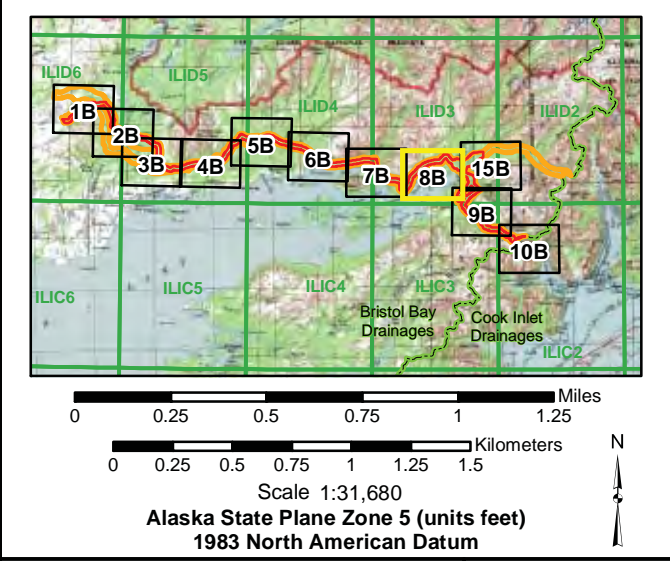 ILID6
ILID5
ILID4
ILID3
ILID2
1B
2B
3B
4B
5B
6B
7B
8B
15B
9B
10B
ILIC6
ILIC5
ILIC4
ILIC3
ILIC2
Bristol Bay
Drainages
Cook Inlet
Drainages
Miles
0 0.25 0.5 0.75 1 1.25
Kilometers
0 0.25 0.5 0.75 1 1.25 1.5
N
Scale 1:31,680
Alaska State Plane Zone 5 (units feet)
1983 North American Datum